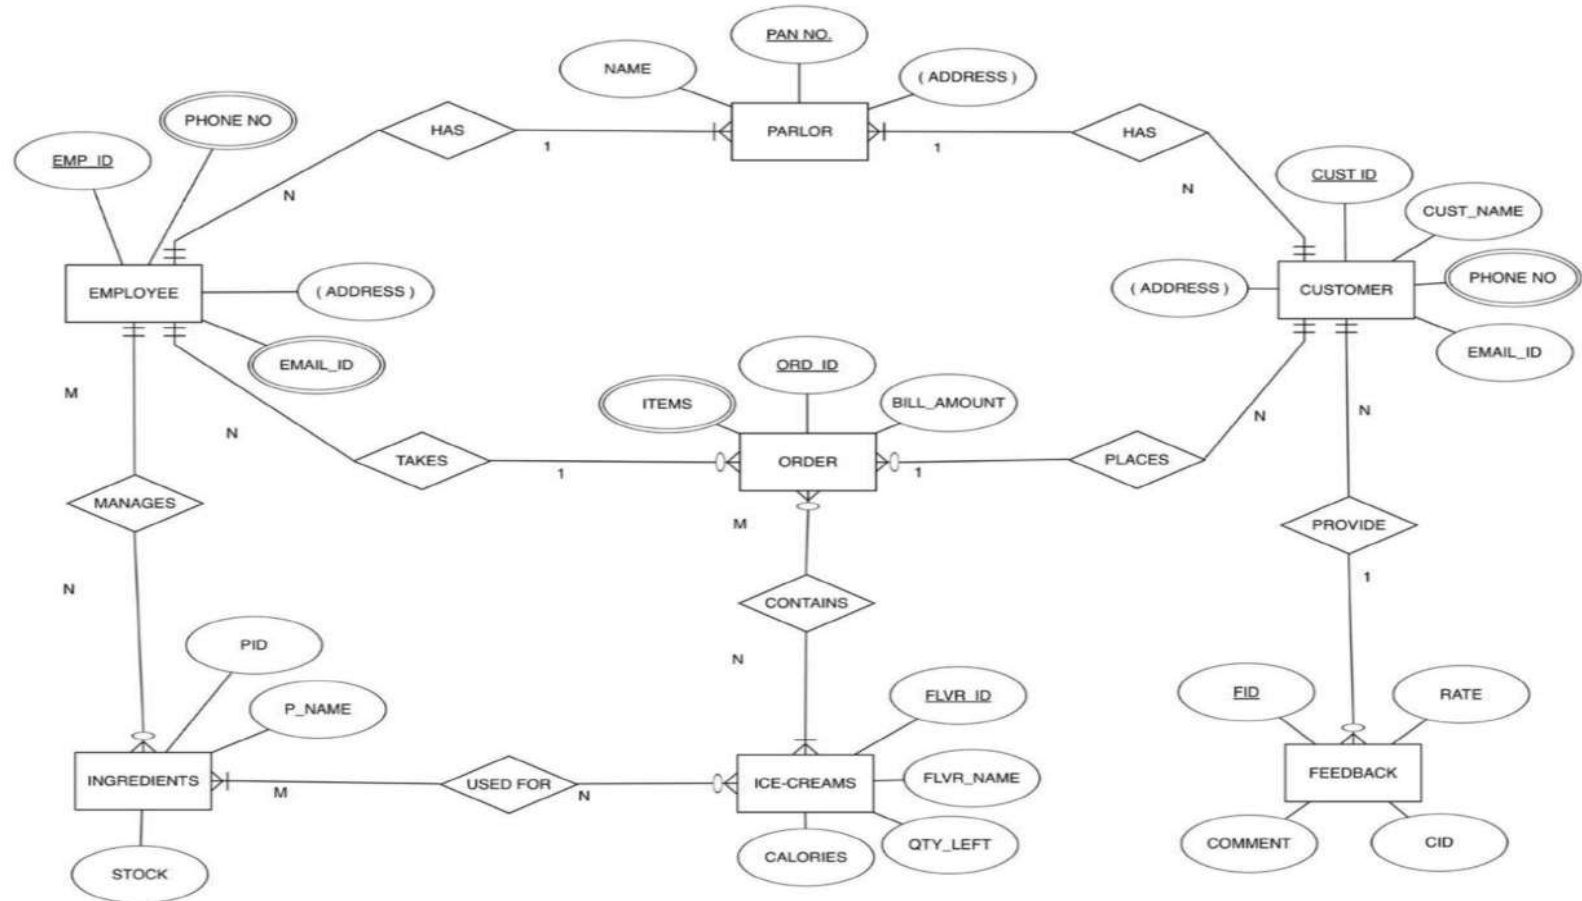 PAN NO.
NAME
( ADDRESS )
PHONE NO
HAS
PARLOR
HAS
1
1
EMP_ID
CUST ID
N
N
CUST_NAME
EMPLOYEE
( ADDRESS )
( ADDRESS )
CUSTOMER
PHONE NO
EMAIL_ID
ORD_ID
EMAIL_ID
M
ITEMS
BILL_AMOUNT
N
N
N
TAKES
1
ORDER
1
PLACES
MANAGES
M
PROVIDE
N
CONTAINS
1
PID
N
FLVR_ID
FID
RATE
P_NAME
INGREDIENTS
M
USED FOR
N
ICE-CREAMS
FLVR_NAME
FEEDBACK
STOCK
CALORIES
QTY_LEFT
COMMENT
CID